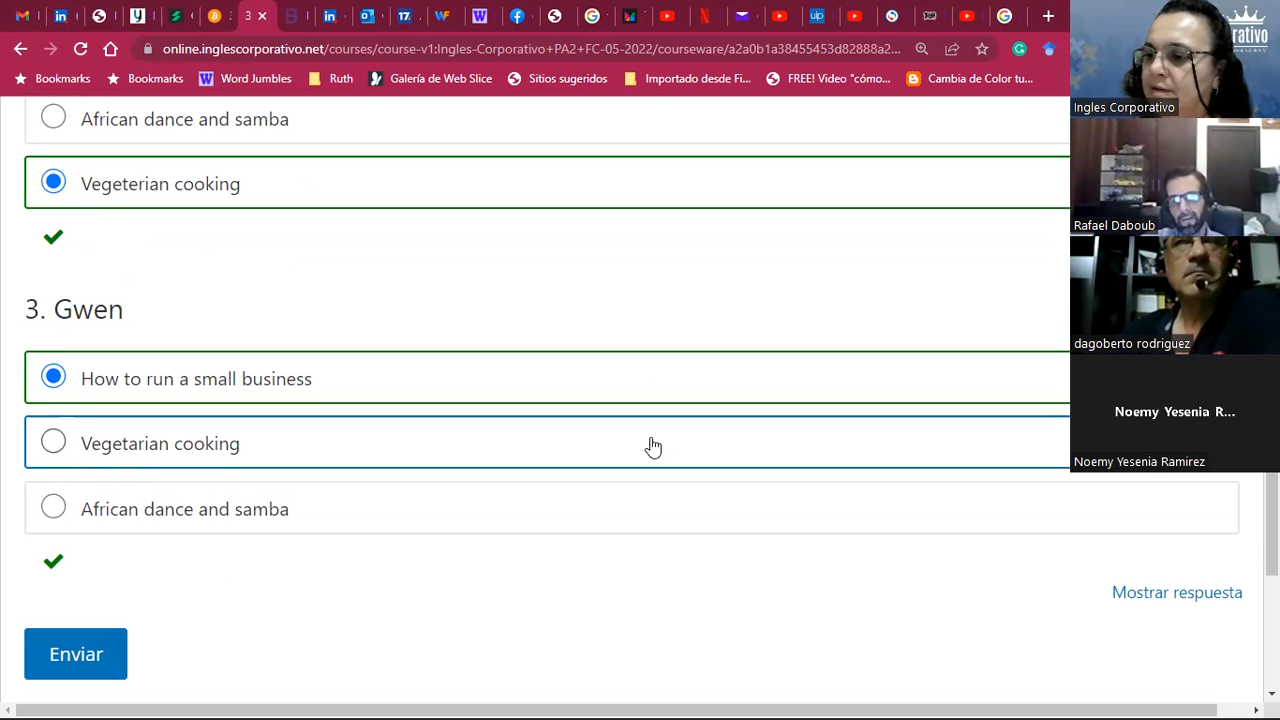 3
17
up
online.inglescorporativo.net/courses/course-v1:Ingles-Corporativo+PA2+FC-05-2022/courseware/a2a0b1a38455453d82888a2...
Bookmarks Bookmarks Word Jumbles Ruth Galería de Web Slice Sitios sugeridos Importado desde Fi... FREE! Video "cómo... Cambia de Color tu...
African dance and samba
Vegeterian cooking
3. Gwen
How to run a small business
Vegetarian cooking
African dance and samba
Mostrar respuesta
Enviar
Ingles Corporativo
Rafael Daboub
dagoberto rodriguez
Noemy Yesenia R...
Noemy Yesenia Ramirez